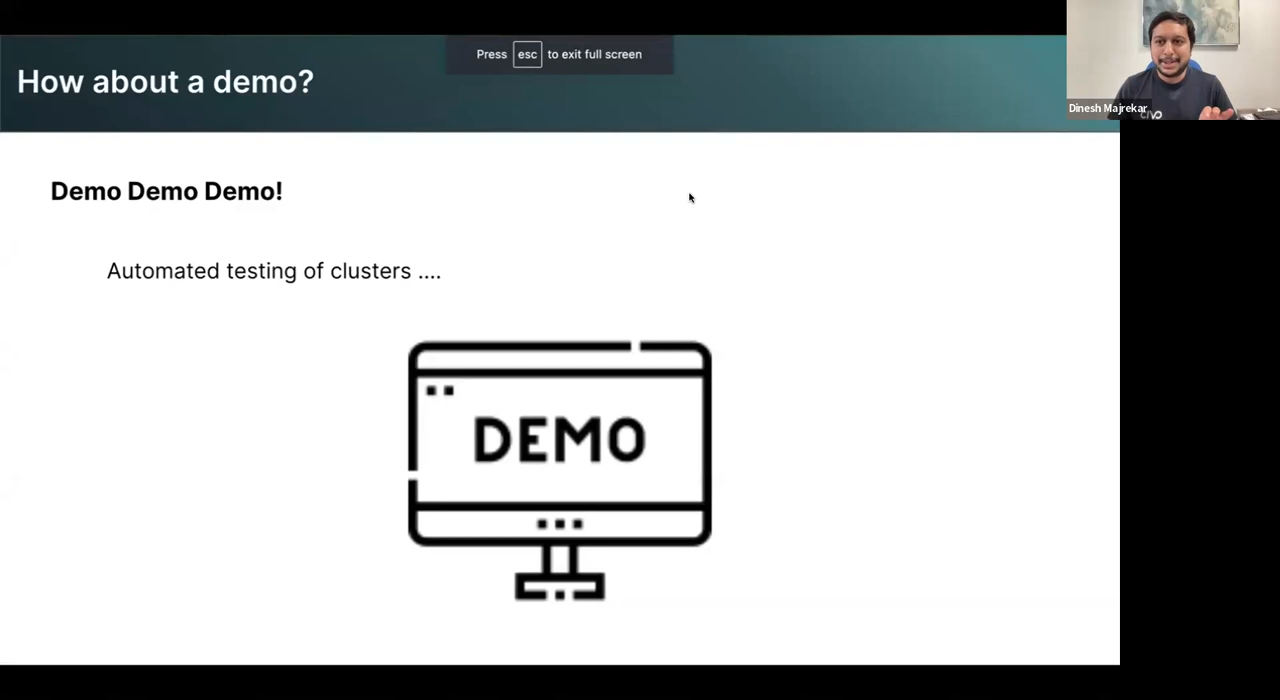 Press esc to exit full screen
How about a demo?
Dinesh Majrekar
CIVO
Demo Demo Demo!
Automated testing of clusters ....
DEMO